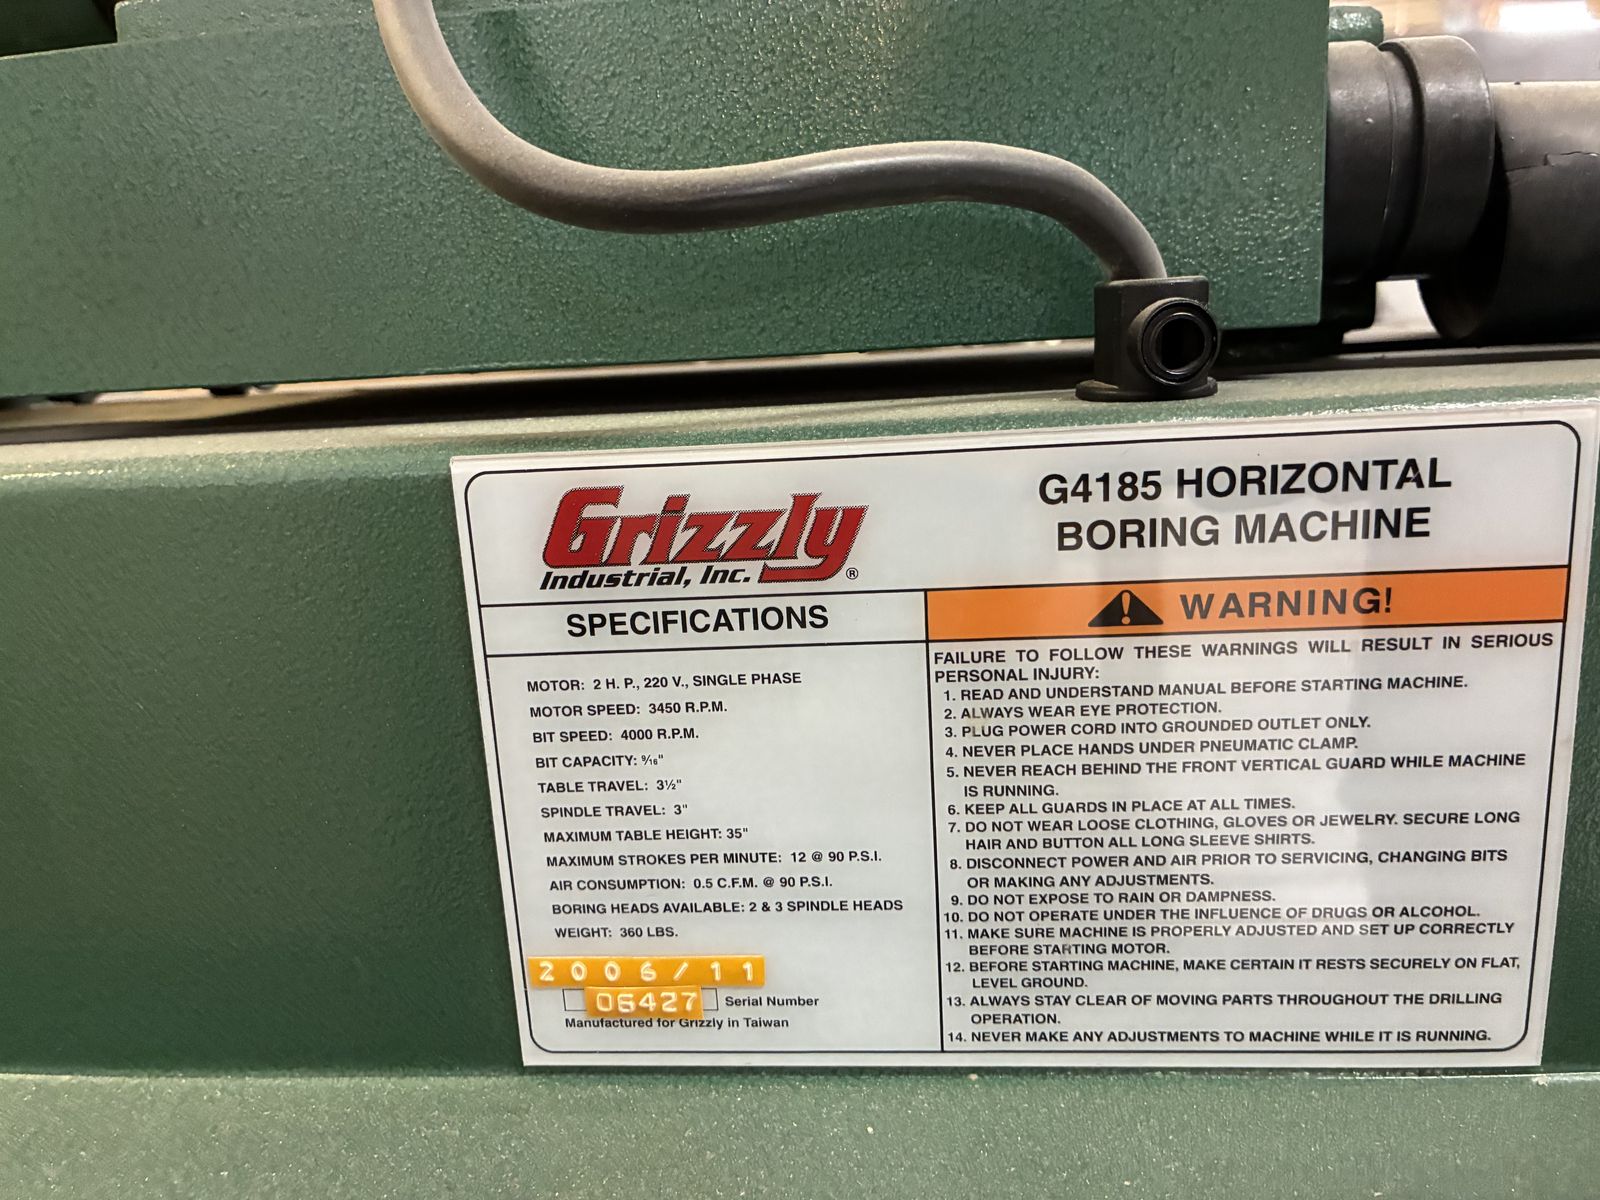 Grizzly
Industrial, Inc. ®
G4185 HORIZONTAL
BORING MACHINE
SPECIFICATIONS
MOTOR: 2 H. P., 220 V., SINGLE PHASE
MOTOR SPEED: 3450 R.P.M.
BIT SPEED: 4000 R.P.M.
BIT CAPACITY: 9/16"
TABLE TRAVEL: 3½"
SPINDLE TRAVEL: 3"
MAXIMUM TABLE HEIGHT: 35"
MAXIMUM STROKES PER MINUTE: 12 @ 90 P.S.I.
AIR CONSUMPTION: 0.5 C.F.M. @ 90 P.S.I.
BORING HEADS AVAILABLE: 2 & 3 SPINDLE HEADS
WEIGHT: 360 LBS.
2006/11
06427 Serial Number
Manufactured for Grizzly in Taiwan
WARNING!
FAILURE TO FOLLOW THESE WARNINGS WILL RESULT IN SERIOUS
PERSONAL INJURY:
1. READ AND UNDERSTAND MANUAL BEFORE STARTING MACHINE.
2. ALWAYS WEAR EYE PROTECTION.
3. PLUG POWER CORD INTO GROUNDED OUTLET ONLY.
4. NEVER PLACE HANDS UNDER PNEUMATIC CLAMP.
5. NEVER REACH BEHIND THE FRONT VERTICAL GUARD WHILE MACHINE
IS RUNNING.
6. KEEP ALL GUARDS IN PLACE AT ALL TIMES.
7. DO NOT WEAR LOOSE CLOTHING, GLOVES OR JEWELRY. SECURE LONG
HAIR AND BUTTON ALL LONG SLEEVE SHIRTS.
8. DISCONNECT POWER AND AIR PRIOR TO SERVICING, CHANGING BITS
OR MAKING ANY ADJUSTMENTS.
9. DO NOT EXPOSE TO RAIN OR DAMPNESS.
10. DO NOT OPERATE UNDER THE INFLUENCE OF DRUGS OR ALCOHOL.
11. MAKE SURE MACHINE IS PROPERLY ADJUSTED AND SET UP CORRECTLY
BEFORE STARTING MOTOR.
12. BEFORE STARTING MACHINE, MAKE CERTAIN IT RESTS SECURELY ON FLAT,
LEVEL GROUND.
13. ALWAYS STAY CLEAR OF MOVING PARTS THROUGHOUT THE DRILLING
OPERATION.
14. NEVER MAKE ANY ADJUSTMENTS TO MACHINE WHILE IT IS RUNNING.